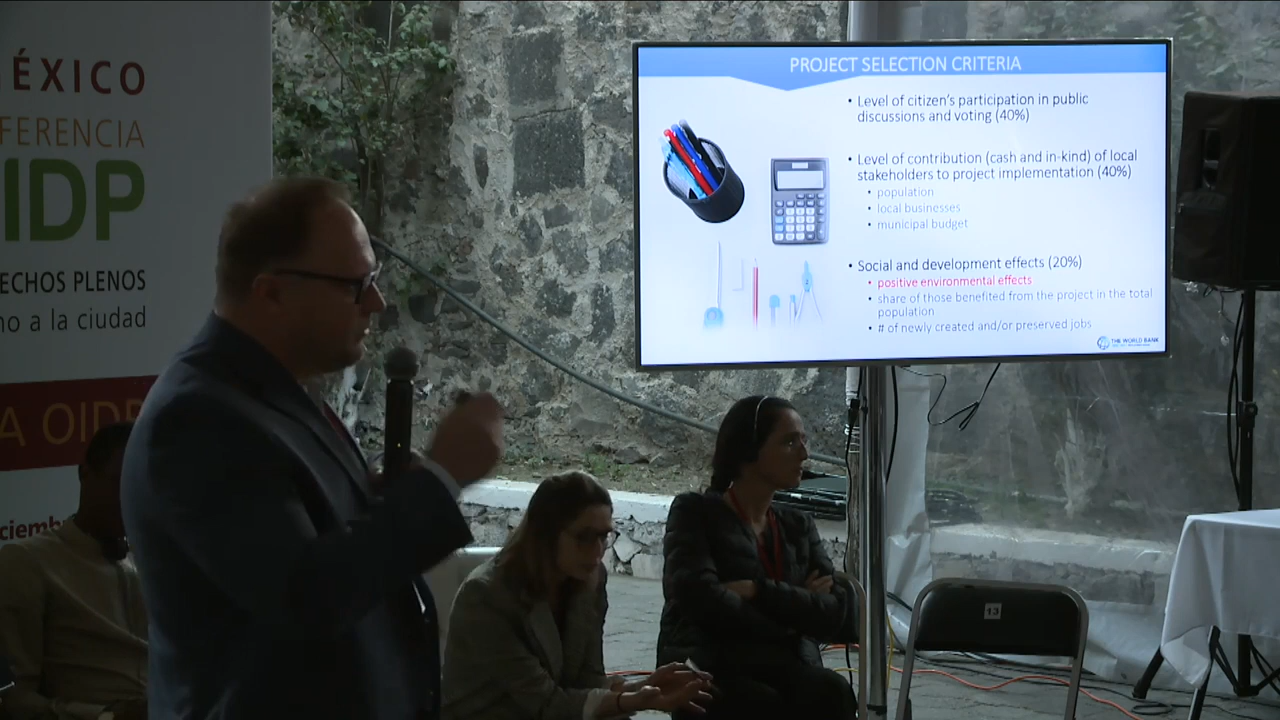 ÉXICO
FERENCIA
IDP
ECHOS PLENOS
no a la ciudad
A OIDP
ciemb
PROJECT SELECTION CRITERIA
• Level of citizen's participation in public
discussions and voting (40%)
• Level of contribution (cash and in-kind) of local
stakeholders to project implementation (40%)
• population
• local businesses
• municipal budget
• Social and development effects (20%)
• positive environmental effects
• share of those benefited from the project in the total
population
• # of newly created and/or preserved jobs
THE WORLD BANK
13